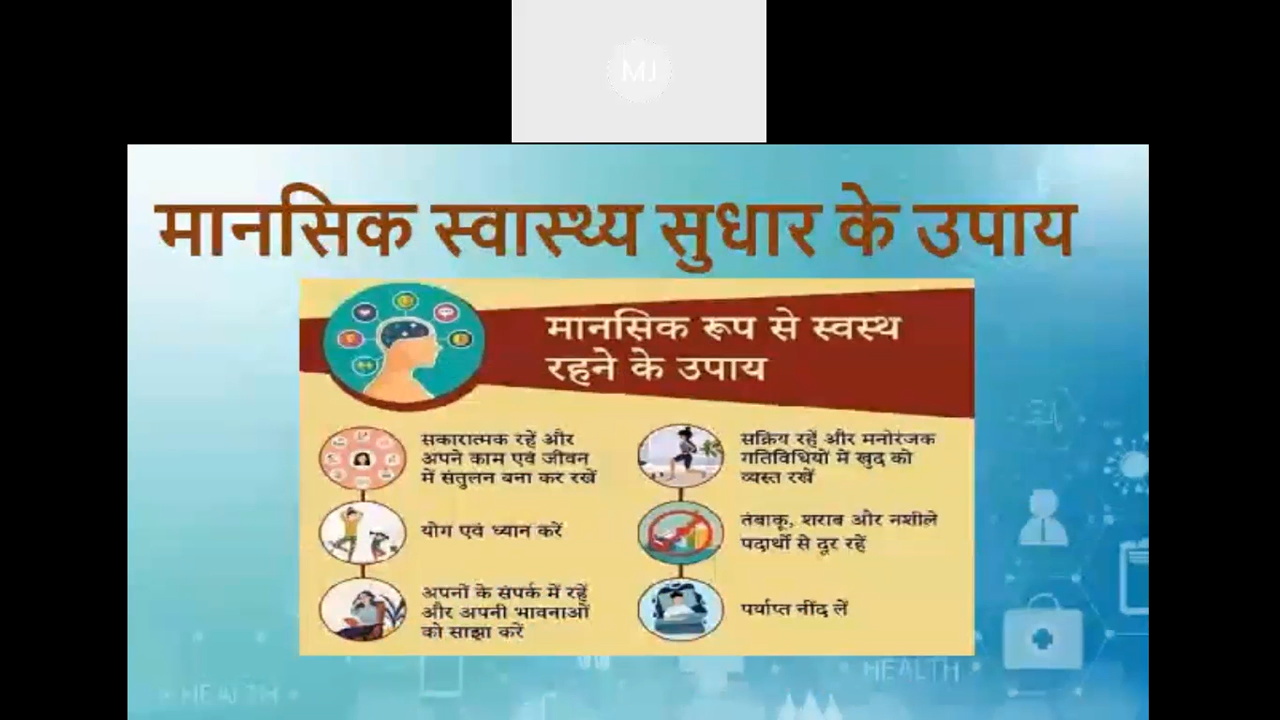 MJ
मानसिक स्वास्थ्य सुधार के उपाय
मानसिक रूप से स्वस्थ
रहने के उपाय
सकारात्मक रहें और
अपने काम एवं जीवन
में संतुलन बना कर रखें
योग एवं ध्यान करें
अपनों के संपर्क में रहें
और अपनी भावनाओं
को साझा करें
सक्रिय रहें और मनोरंजक
गतिविधियों में खुद को
व्यस्त रखें
तंबाकू, शराब और नशीले
पदार्थों से दूर रहें
पर्याप्त नींद लें
HEALTH
HEALTH